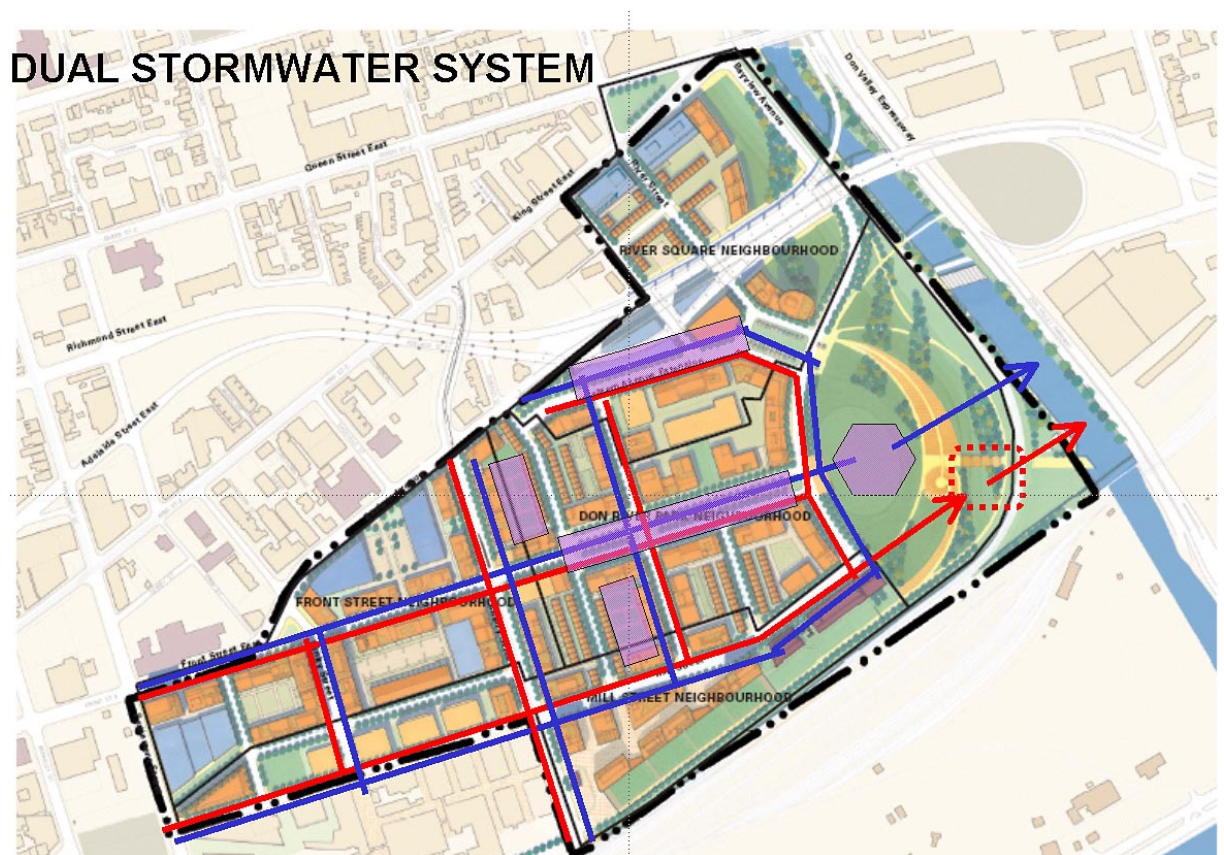 DUAL STORMWATER SYSTEM
Don Valley Expressway
Bayview Avenue
Queen Street East
King Street East
River Street
RIVER SQUARE NEIGHBOURHOOD
Richmond Street East
Adelaide Street East
DON RIVER PARK NEIGHBOURHOOD
FRONT STREET NEIGHBOURHOOD
Front Street East
MILL STREET NEIGHBOURHOOD